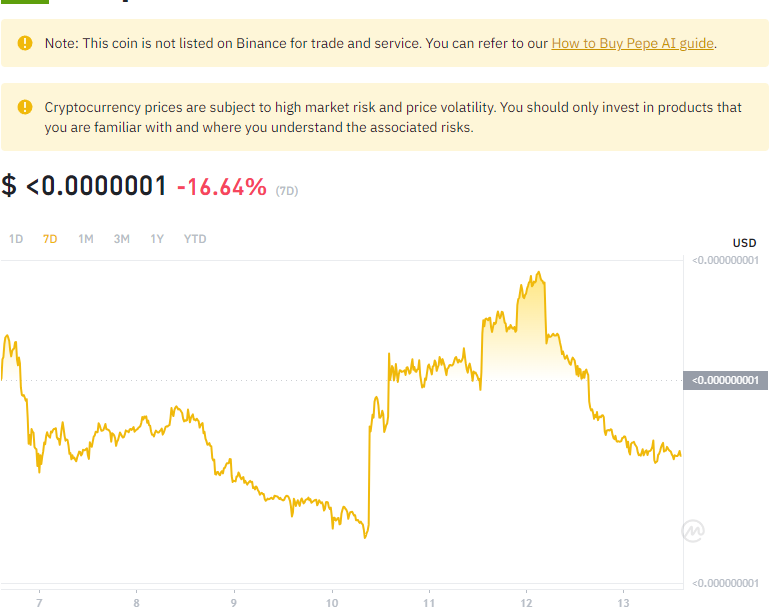 Note: This coin is not listed on Binance for trade and service. You can refer to our How to Buy Pepe AI guide.
Cryptocurrency prices are subject to high market risk and price volatility. You should only invest in products that
you are familiar with and where you understand the associated risks.
$ <0.0000001 -16.64% (7D)
1D 7D 1M 3M 1Y YTD
USD
<0.000000001
<0.000000001
<0.000000001
7 8 9 10 11 12 13